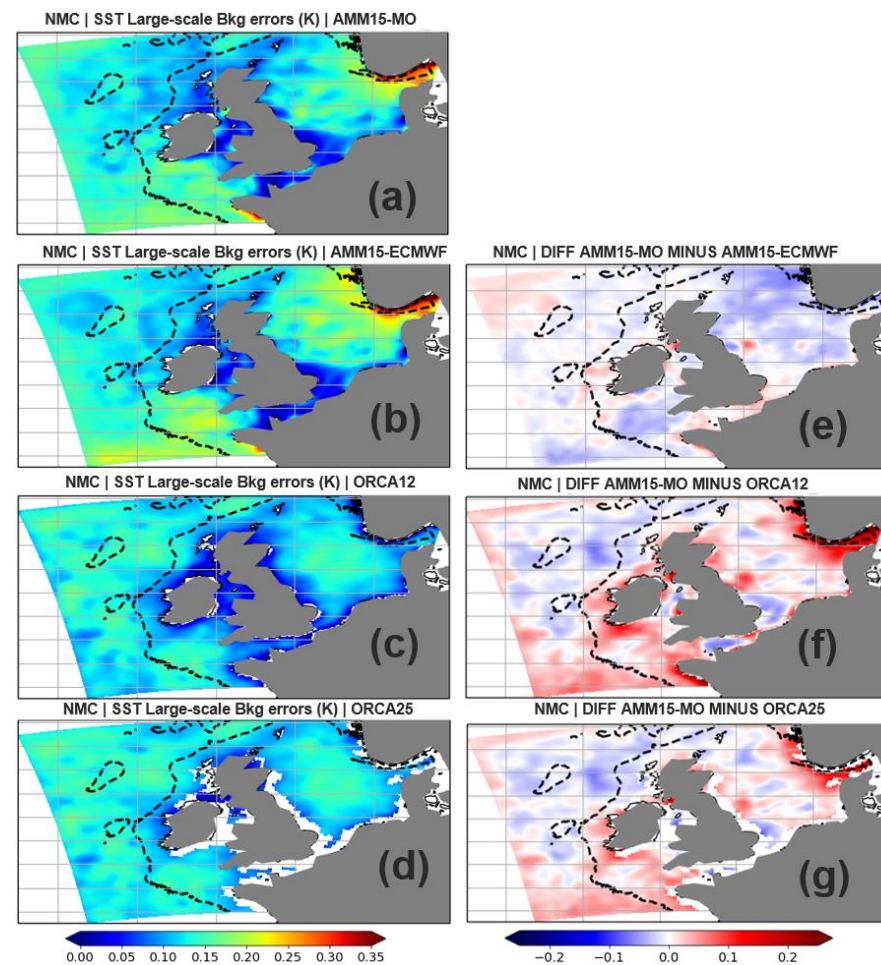 NMC | SST Large-scale Bkg errors (K) | AMM15-MO
(a)
NMC | SST Large-scale Bkg errors (K) | AMM15-ECMWF
(b)
NMC | DIFF AMM15-MO MINUS AMM15-ECMWF
(e)
NMC | SST Large-scale Bkg errors (K) | ORCA12
(c)
NMC | DIFF AMM15-MO MINUS ORCA12
(f)
NMC | SST Large-scale Bkg errors (K) | ORCA25
(d)
NMC | DIFF AMM15-MO MINUS ORCA25
(g)
0.00 0.05 0.10 0.15 0.20 0.25 0.30 0.35
−0.2 −0.1 0.0 0.1 0.2